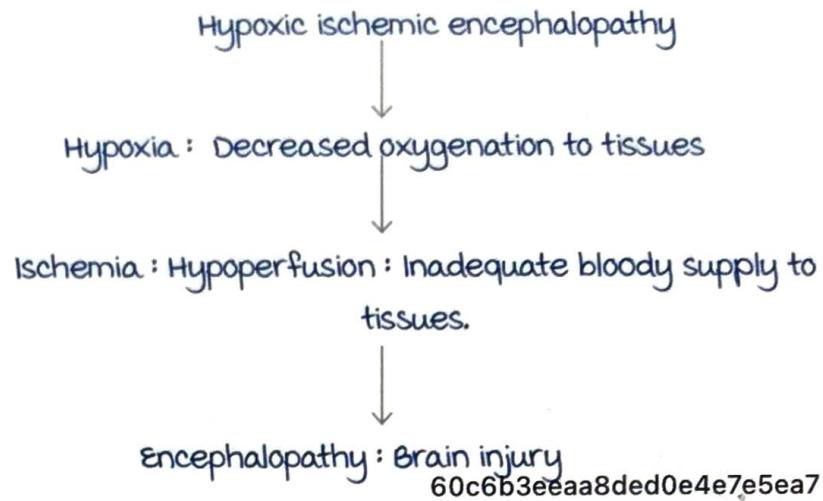 Hypoxic ischemic encephalopathy
Hypoxia : Decreased oxygenation to tissues
Ischemia : Hypoperfusion : Inadequate bloody supply to
tissues.
Encephalopathy : Brain injury
60c6b3eeaa8ded0e4e7e5ea7